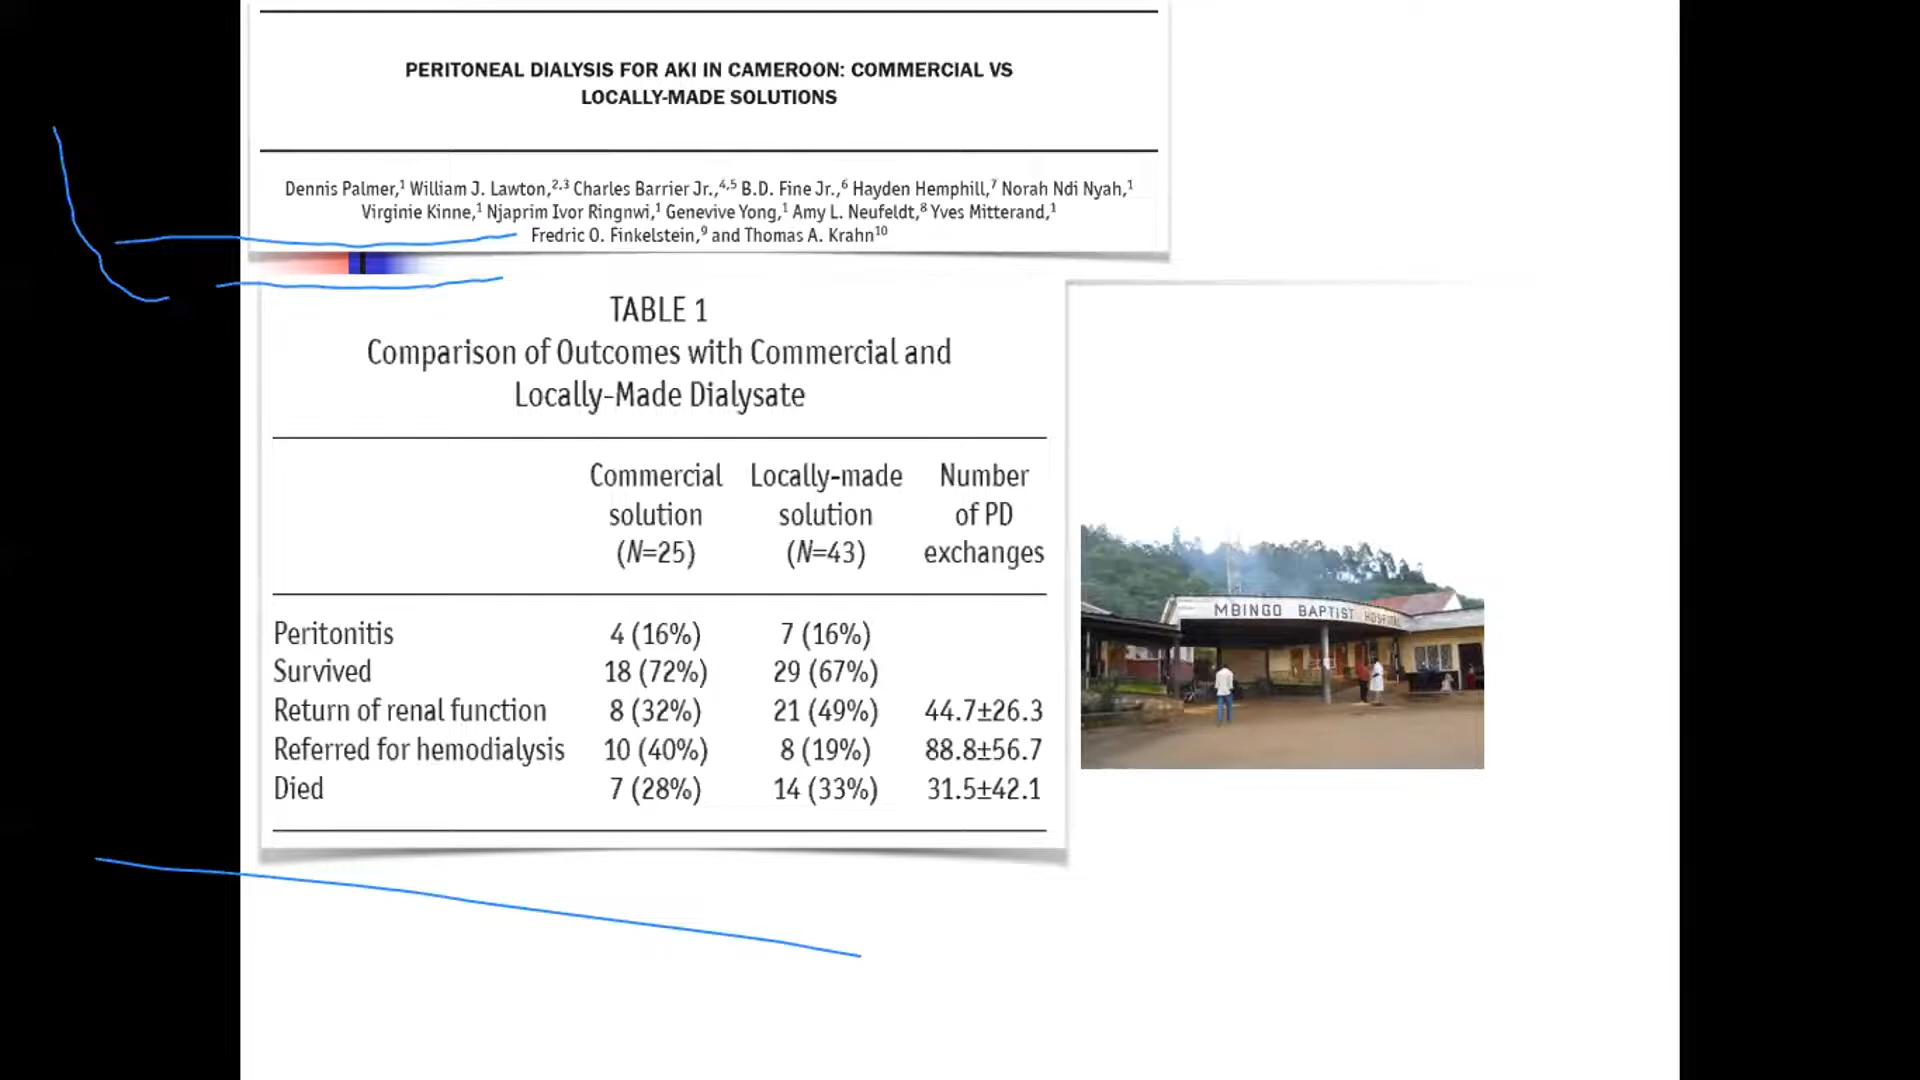 PERITONEAL DIALYSIS FOR AKI IN CAMEROON: COMMERCIAL VS
LOCALLY-MADE SOLUTIONS
Dennis Palmer,1 William J. Lawton,2,3 Charles Barrier Jr.,4,5 B.D. Fine Jr.,6 Hayden Hemphill,7 Norah Ndi Nyah,1
Virginie Kinne,1 Njaprim Ivor Ringnwi,1 Genevive Yong,1 Amy L. Neufeldt,8 Yves Mitterand,1
Fredric O. Finkelstein,9 and Thomas A. Krahn10
TABLE 1
Comparison of Outcomes with Commercial and
Locally-Made Dialysate
Commercial Locally-made Number
solution solution of PD
(N=25) (N=43) exchanges
Peritonitis 4 (16%) 7 (16%)
Survived 18 (72%) 29 (67%)
Return of renal function 8 (32%) 21 (49%) 44.7±26.3
Referred for hemodialysis 10 (40%) 8 (19%) 88.8±56.7
Died 7 (28%) 14 (33%) 31.5±42.1
MBINGO BAPTIST HOSPITAL